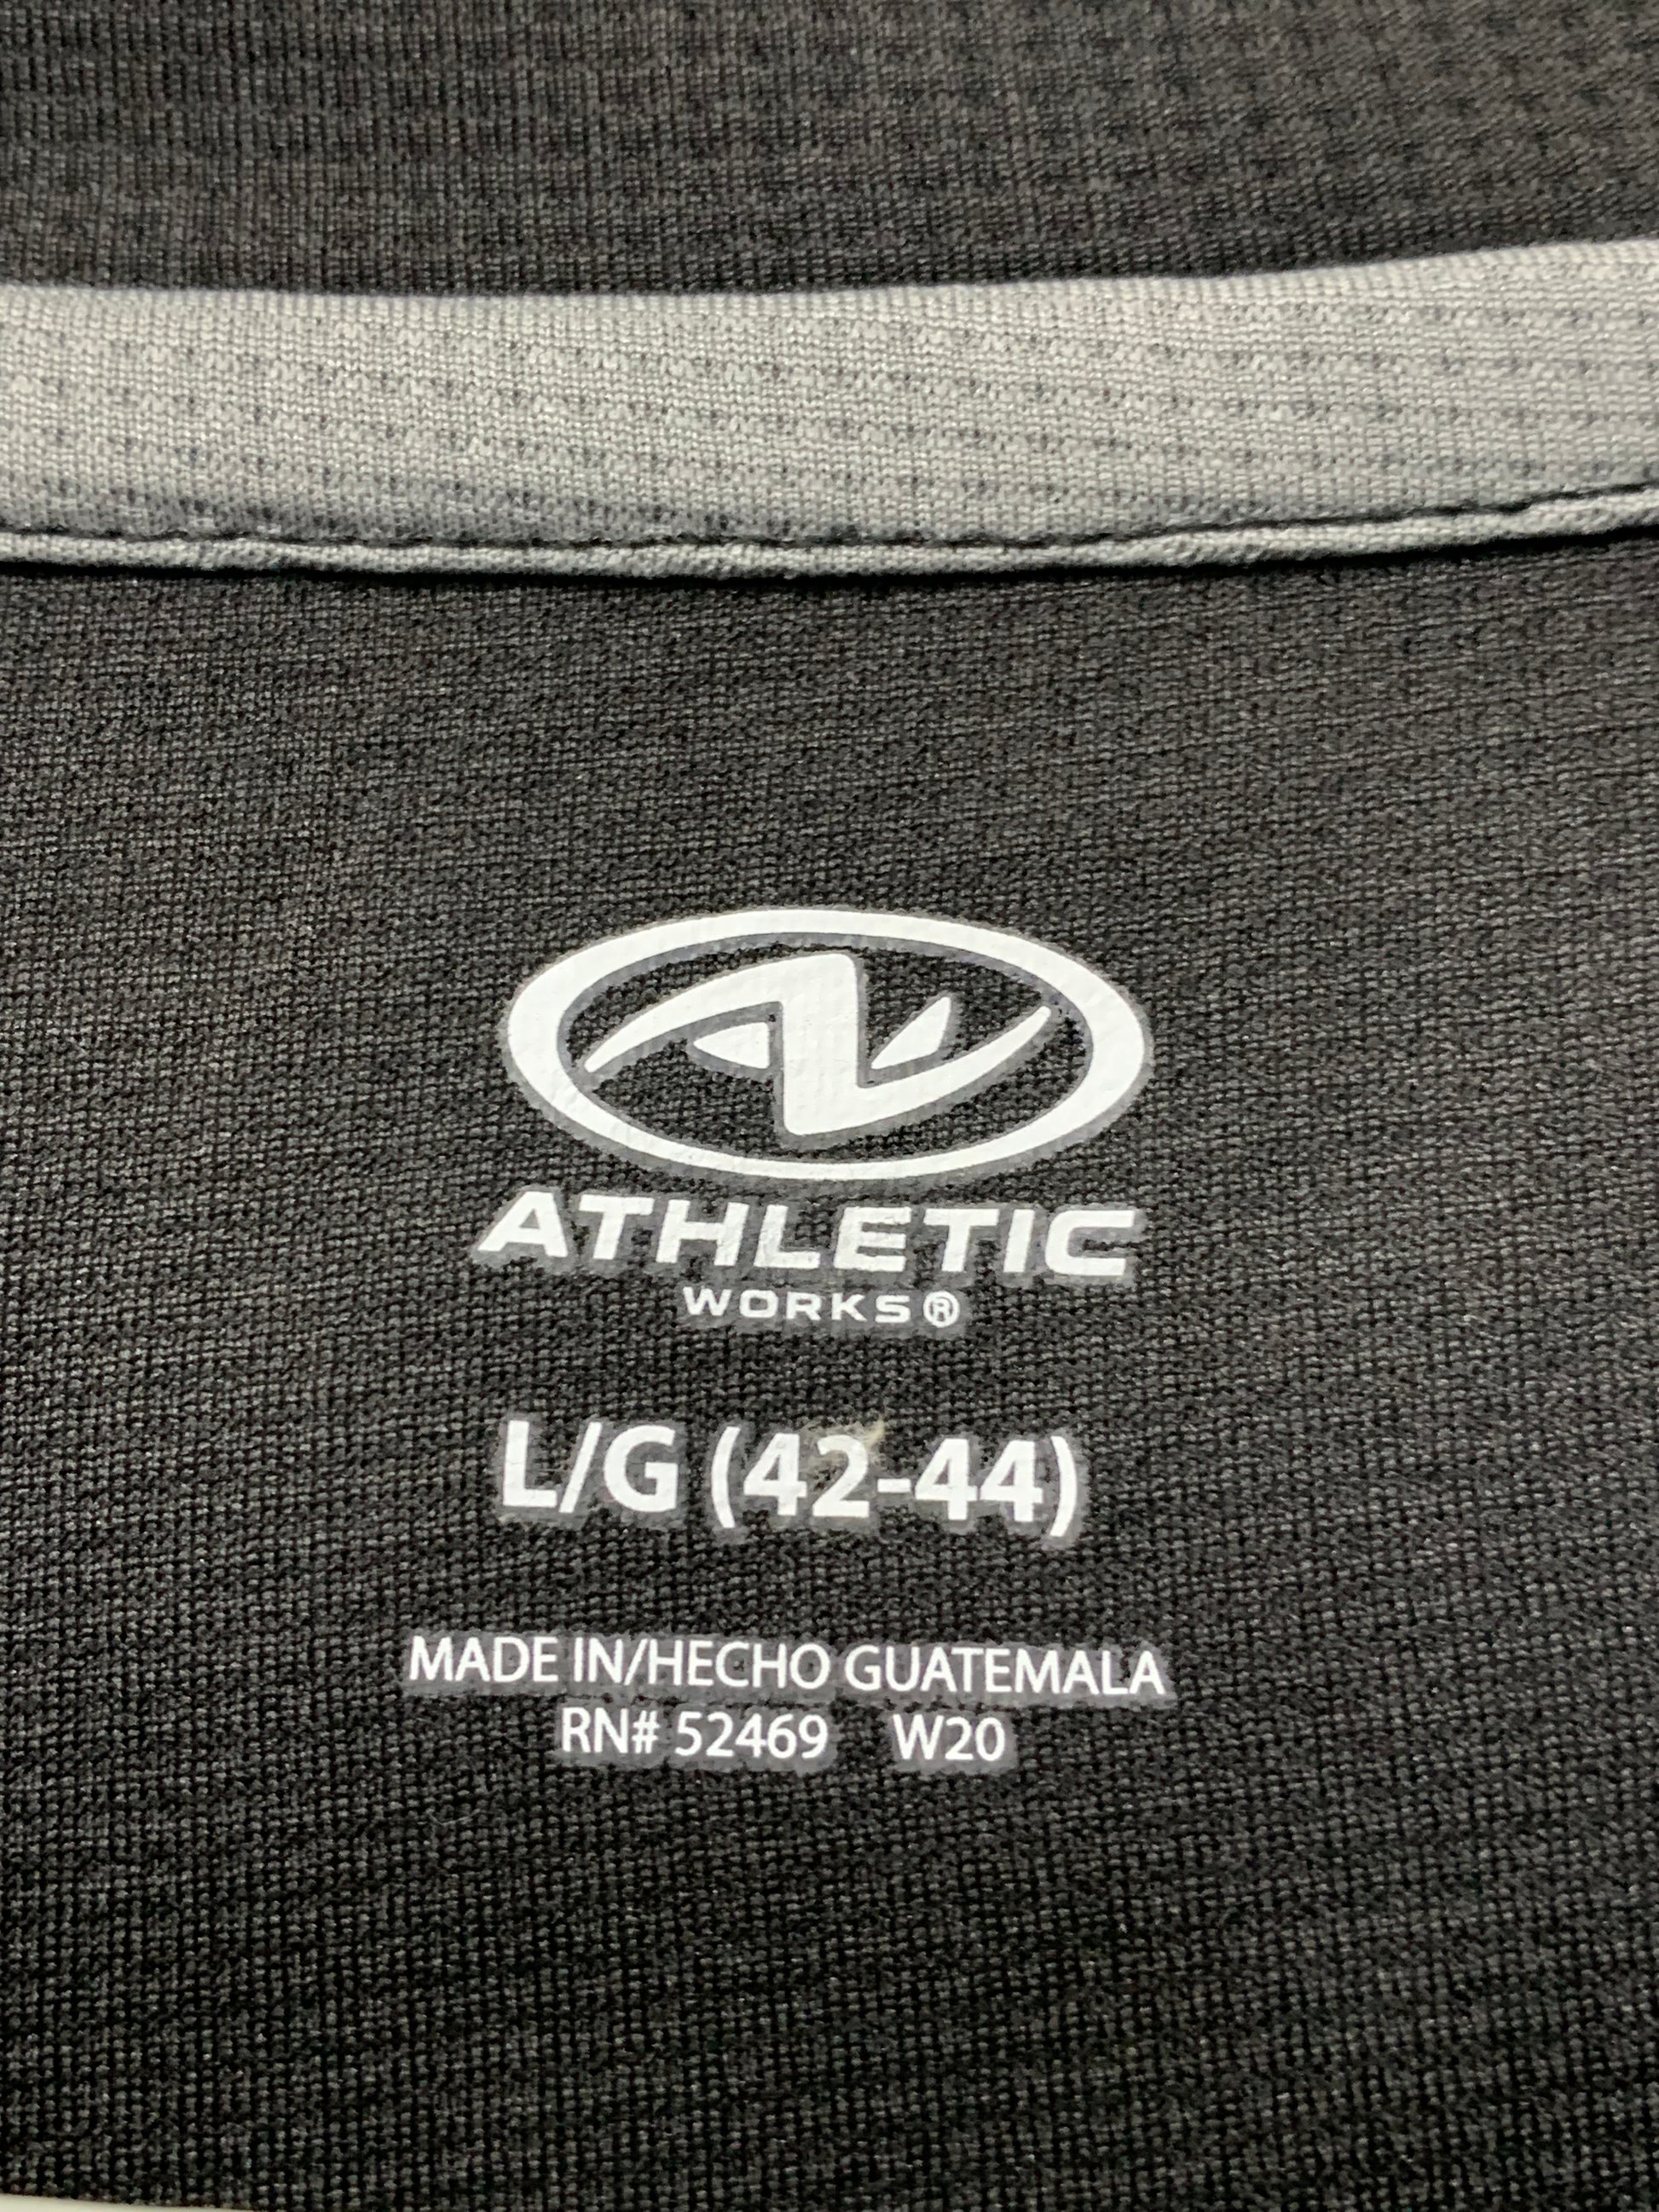 ATHLETIC
WORKS®
L/G (42-44)
MADE IN/HECHO GUATEMALA
RN# 52469 W20